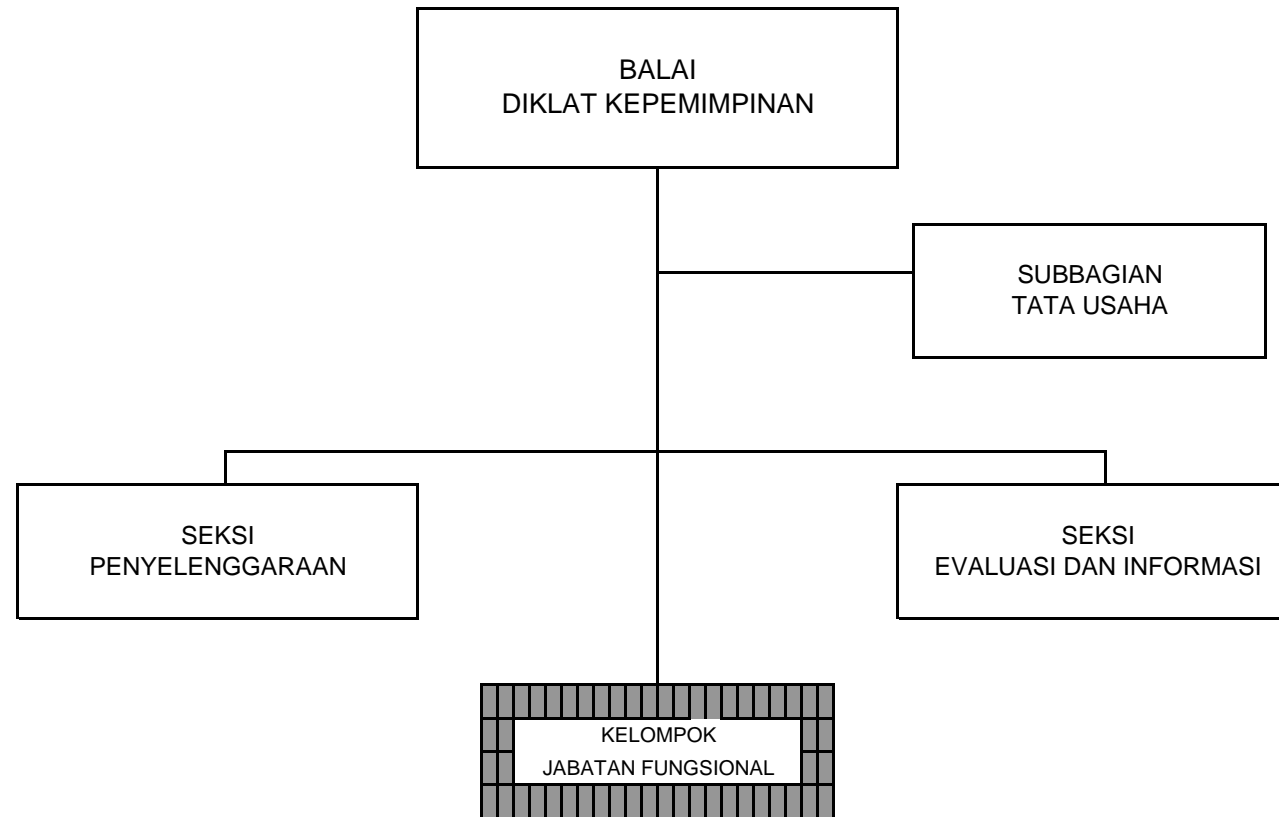 BALAI
DIKLAT KEPEMIMPINAN
SUBBAGIAN
TATA USAHA
SEKSI
PENYELENGGARAAN
SEKSI
EVALUASI DAN INFORMASI
KELOMPOK
JABATAN FUNGSIONAL